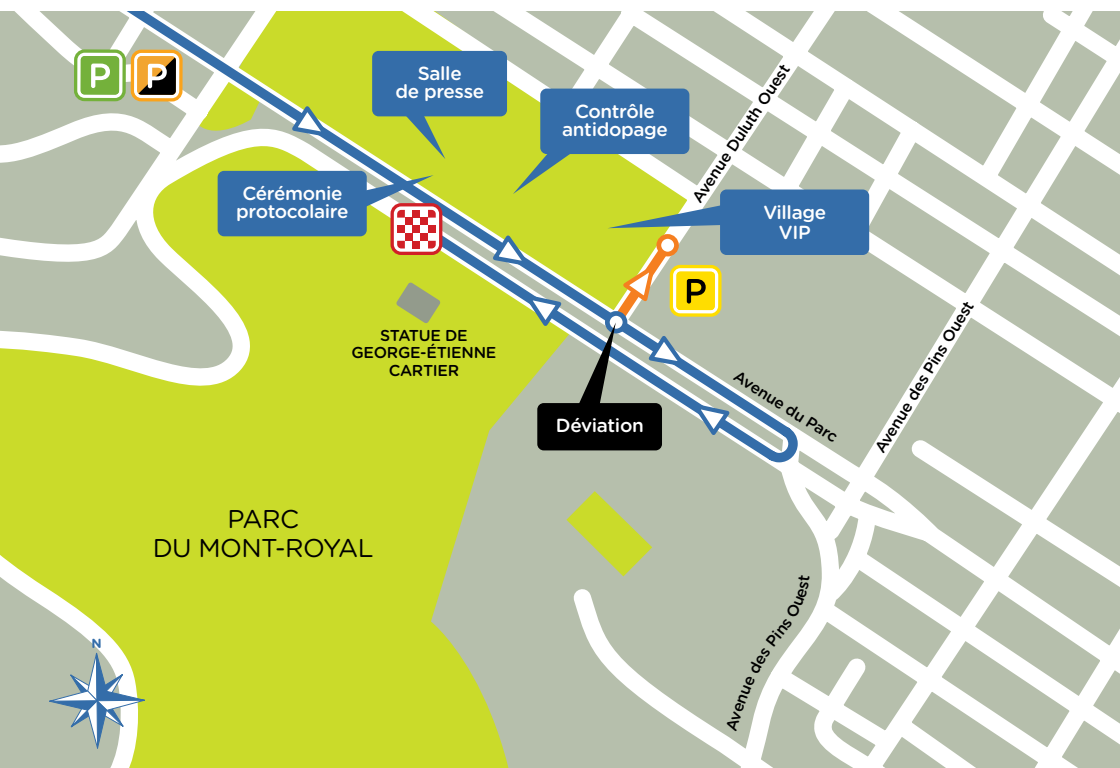 P
P
Salle
de presse
Contrôle
antidopage
Avenue Duluth Ouest
Cérémonie
protocolaire
Village
VIP
P
STATUE DE
GEORGE-ÉTIENNE
CARTIER
Avenue du Parc
Avenue des Pins Ouest
Déviation
PARC
DU MONT-ROYAL
Avenue des Pins Ouest
N